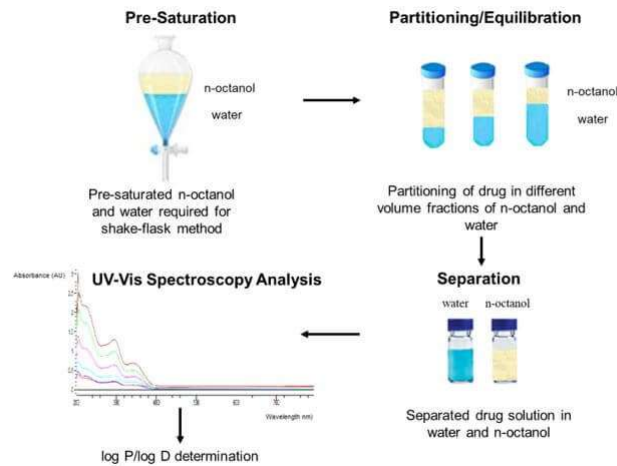 Pre-Saturation
n-octanol
water
Pre-saturated n-octanol
and water required for
shake-flask method
Partitioning/Equilibration
n-octanol
water
Partitioning of drug in different
volume fractions of n-octanol and
water
Separation
water n-octanol
Separated drug solution in
water and n-octanol
UV-Vis Spectroscopy Analysis
Absorbance (AU)
Wavelength nm)
log P/log D determination